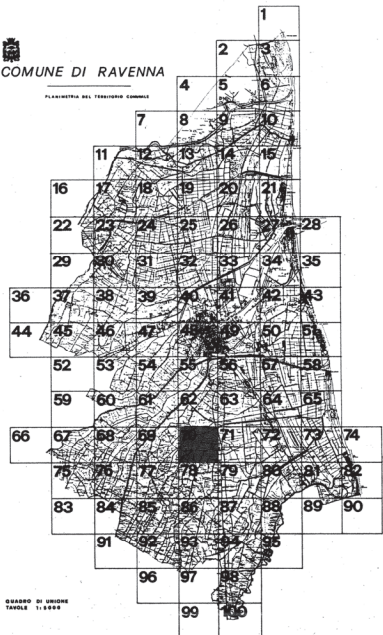 1
2 3
COMUNE DI RAVENNA
PLANIMETRIA DEL TERRITORIO COMUNALE
4 5 6
7 8 9 10
11 12 13 14 15
16 17 18 19 20 21
22 23 24 25 26 27 28
29 30 31 32 33 34 35
36 37 38 39 40 41 42 43
44 45 46 47 48 49 50 51
52 53 54 55 56 57 58
59 60 61 62 63 64 65
66 67 68 69 71 72 73 74
75 76 77 78 79 80 81 82
83 84 85 86 87 88 89 90
91 92 93 94 95
96 97 98
QUADRO DI UNIONE
TAVOLE 1:5000
99 100